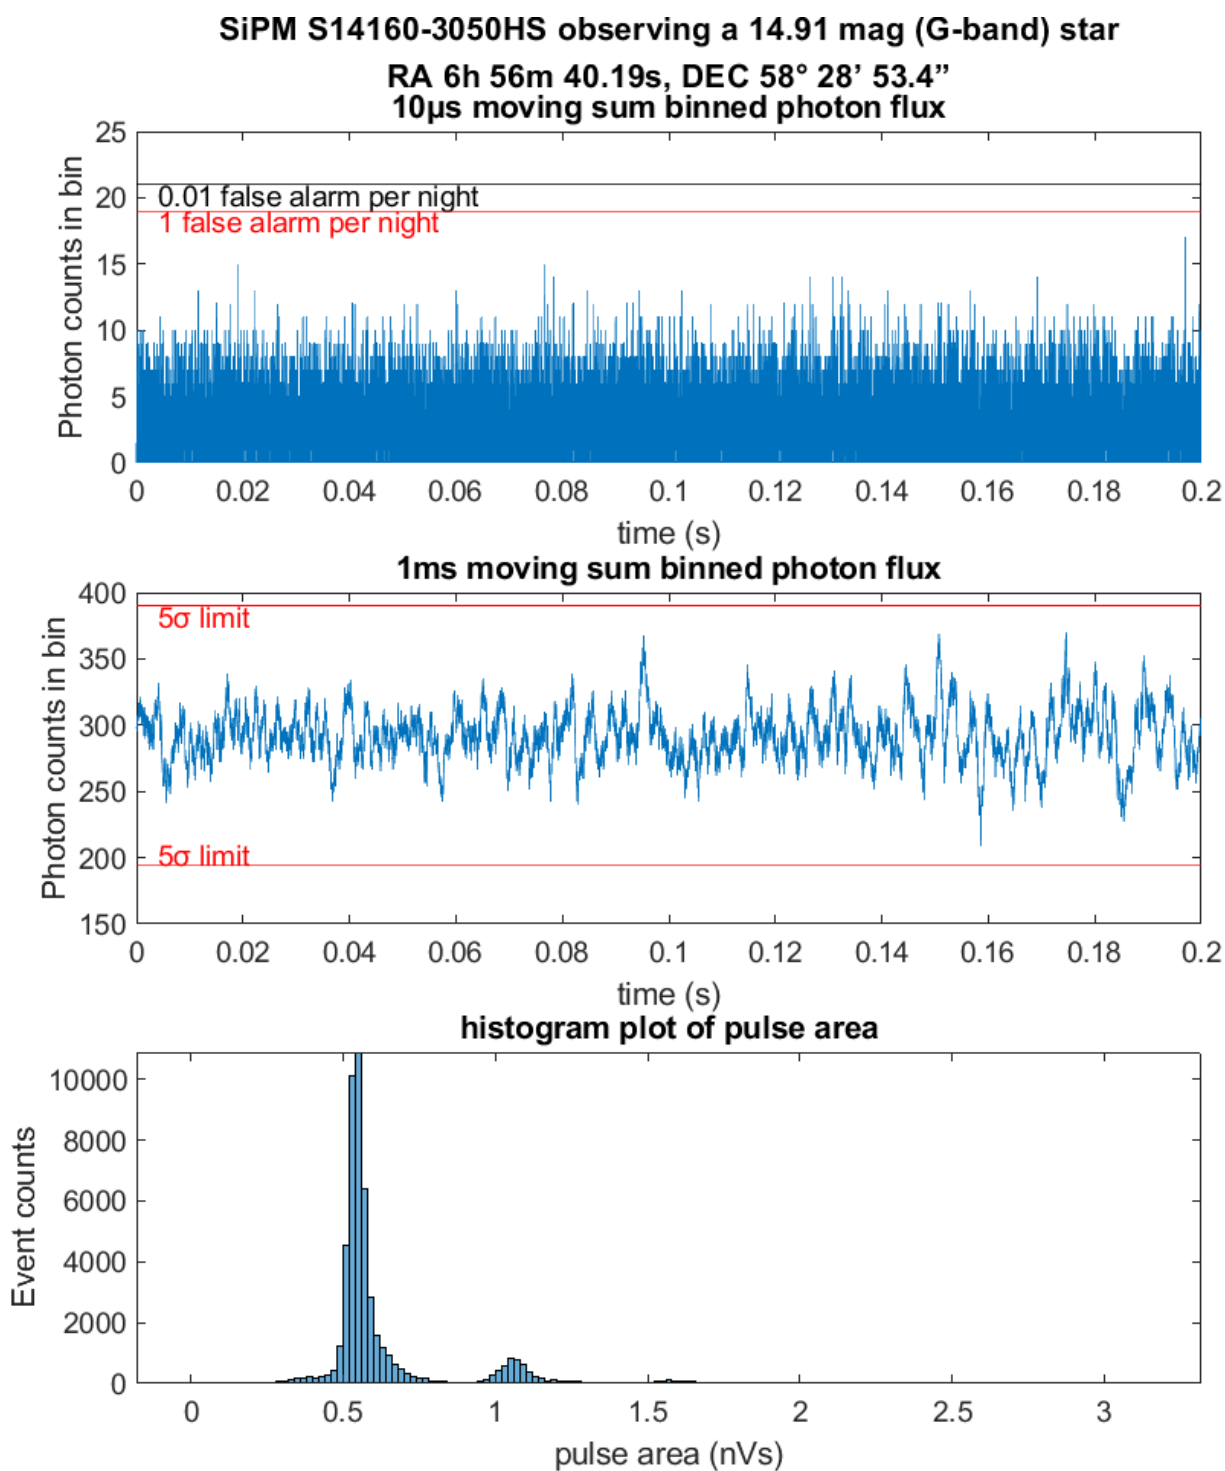 SiPM S14160-3050HS observing a 14.91 mag (G-band) star
RA 6h 56m 40.19s, DEC 58° 28’ 53.4”
10μs moving sum binned photon flux
25
20
15
10
5
0
Photon counts in bin
0.01 false alarm per night
1 false alarm per night
0 0.02 0.04 0.06 0.08 0.1 0.12 0.14 0.16 0.18 0.2
time (s)
1ms moving sum binned photon flux
400
350
300
250
200
150
Photon counts in bin
5σ limit
5σ limit
0 0.02 0.04 0.06 0.08 0.1 0.12 0.14 0.16 0.18 0.2
time (s)
histogram plot of pulse area
10000
8000
6000
4000
2000
0
Event counts
0 0.5 1 1.5 2 2.5 3
pulse area (nVs)